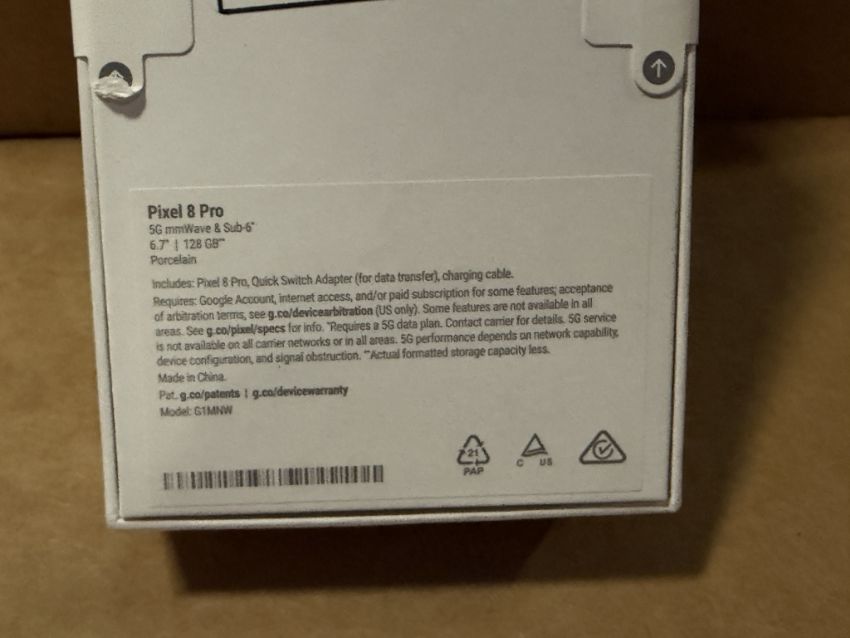 Pixel 8 Pro
5G mmWave & Sub-6*
6.7" | 128 GB**
Porcelain
Includes: Pixel 8 Pro, Quick Switch Adapter (for data transfer), charging cable.
Requires: Google Account, internet access, and/or paid subscription for some features; acceptance
of arbitration terms, see g.co/devicearbitration (US only). Some features are not available in all
areas. See g.co/pixel/specs for info. *Requires a 5G data plan. Contact carrier for details. 5G service
is not available on all carrier networks or in all areas. 5G performance depends on network capability,
device configuration, and signal obstruction. **Actual formatted storage capacity less.
Made in China.
Pat. g.co/patents | g.co/devicewarranty
Model: G1MNW
21
PAP
C US